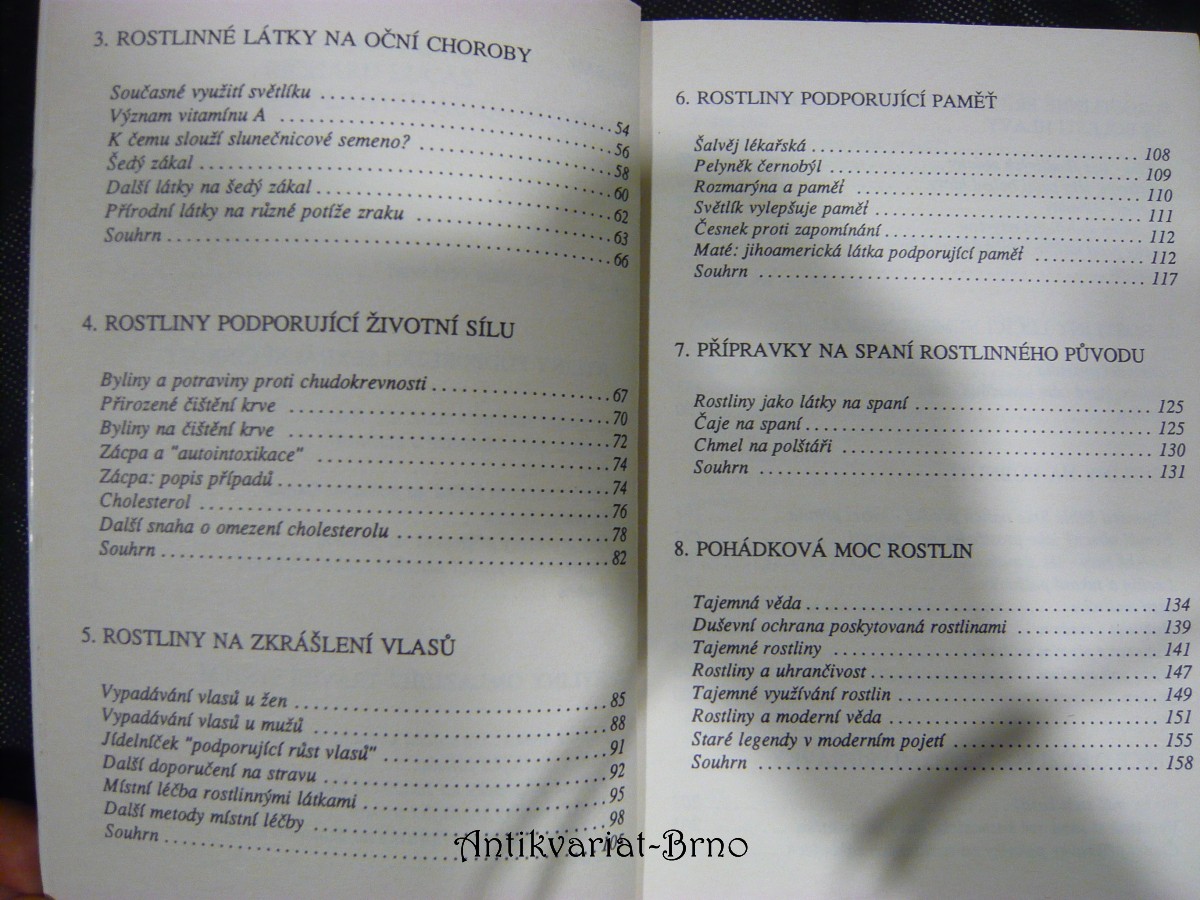 3. ROSTLINNÉ LÁTKY NA OČNÍ CHOROBY
Současné využití světlíku ........................ 54
Význam vitamínu A ........................ 56
K čemu slouží slunečnicové semeno? ........................ 58
Šedý zákal ........................ 60
Další látky na šedý zákal ........................ 62
Přírodní látky na různé potíže zraku ........................ 63
Souhrn ........................ 66
4. ROSTLINY PODPORUJÍCÍ ŽIVOTNÍ SÍLU
Byliny a potraviny proti chudokrevnosti ........................ 67
Přirozené čištění krve ........................ 70
Byliny na čištění krve ........................ 72
Zácpa a "autointoxikace" ........................ 74
Zácpa: popis případů ........................ 74
Cholesterol ........................ 76
Další snaha o omezení cholesterolu ........................ 78
Souhrn ........................ 82
5. ROSTLINY NA ZKRÁŠLENÍ VLASŮ
Vypadávání vlasů u žen ........................ 85
Vypadávání vlasů u mužů ........................ 88
Jídelníček "podporující růst vlasů" ........................ 91
Další doporučení na stravu ........................ 92
Místní léčba rostlinnými látkami ........................ 95
Další metody místní léčby ........................ 98
Souhrn ........................
6. ROSTLINY PODPORUJÍCÍ PAMĚŤ
Šalvěj lékařská ........................ 108
Pelyněk černobýl ........................ 109
Rozmarýna a paměť ........................ 110
Světlík vylepšuje paměť ........................ 111
Česnek proti zapomínání ........................ 112
Maté: jihoamerická látka podporující paměť ........................ 112
Souhrn ........................ 117
7. PŘÍPRAVKY NA SPANÍ ROSTLINNÉHO PŮVODU
Rostliny jako látky na spaní ........................ 125
Čaje na spaní ........................ 125
Chmel na polštáři ........................ 130
Souhrn ........................ 131
8. POHÁDKOVÁ MOC ROSTLIN
Tajemná věda ........................ 134
Duševní ochrana poskytovaná rostlinami ........................ 139
Tajemné rostliny ........................ 141
Rostliny a uhrančivost ........................ 147
Tajemné využívání rostlin ........................ 149
Rostliny a moderní věda ........................ 151
Staré legendy v moderním pojetí ........................ 155
Souhrn ........................ 158
Antikvariat-Brno